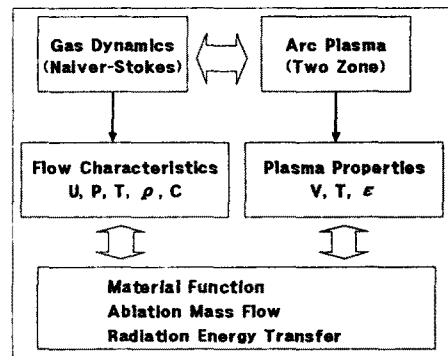 Gas Dynamics
(Naiver-Stokes)
Arc Plasma
(Two Zone)
Flow Characteristics
U, P, T, ρ, C
Plasma Properties
V, T, ε
Material Function
Ablation Mass Flow
Radiation Energy Transfer